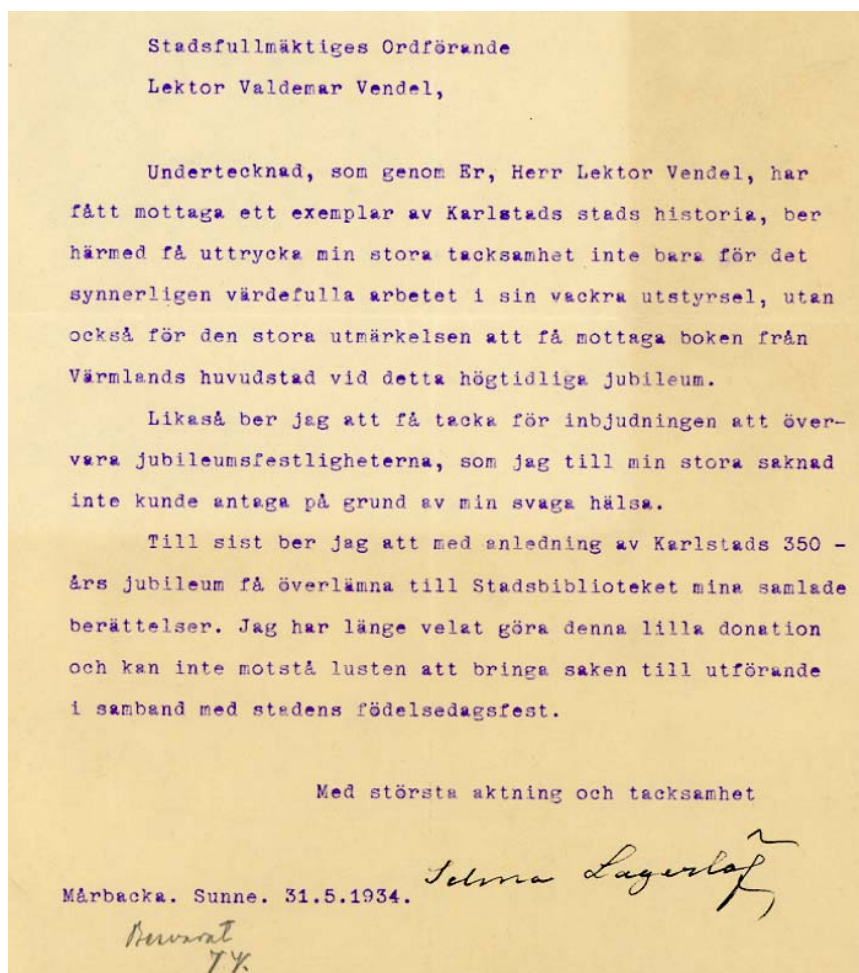 Stadsfullmäktiges Ordförande
Lektor Valdemar Vendel,
Undertecknad, som genom Er, Herr Lektor Vendel, har
fått mottaga ett exemplar av Karlstads stads historia, ber
härmed få uttrycka min stora tacksamhet inte bara för det
synnerligen värdefulla arbetet i sin vackra utstyrsel, utan
också för den stora utmärkelsen att få mottaga boken från
Värmlands huvudstad vid detta högtidliga jubileum.
Likaså ber jag att få tacka för inbjudningen att över-
vara jubileumsfestligheterna, som jag till min stora saknad
inte kunde antaga på grund av min svaga hälsa.
Till sist ber jag att med anledning av Karlstads 350 -
års jubileum få överlämna till Stadsbiblioteket mina samlade
berättelser. Jag har länge velat göra denna lilla donation
och kan inte motstå lusten att bringa saken till utförande
i samband med stadens födelsedagsfest.
Med största aktning och tacksamhet
Selma Lagerlöf
Mårbacka. Sunne. 31.5.1934.